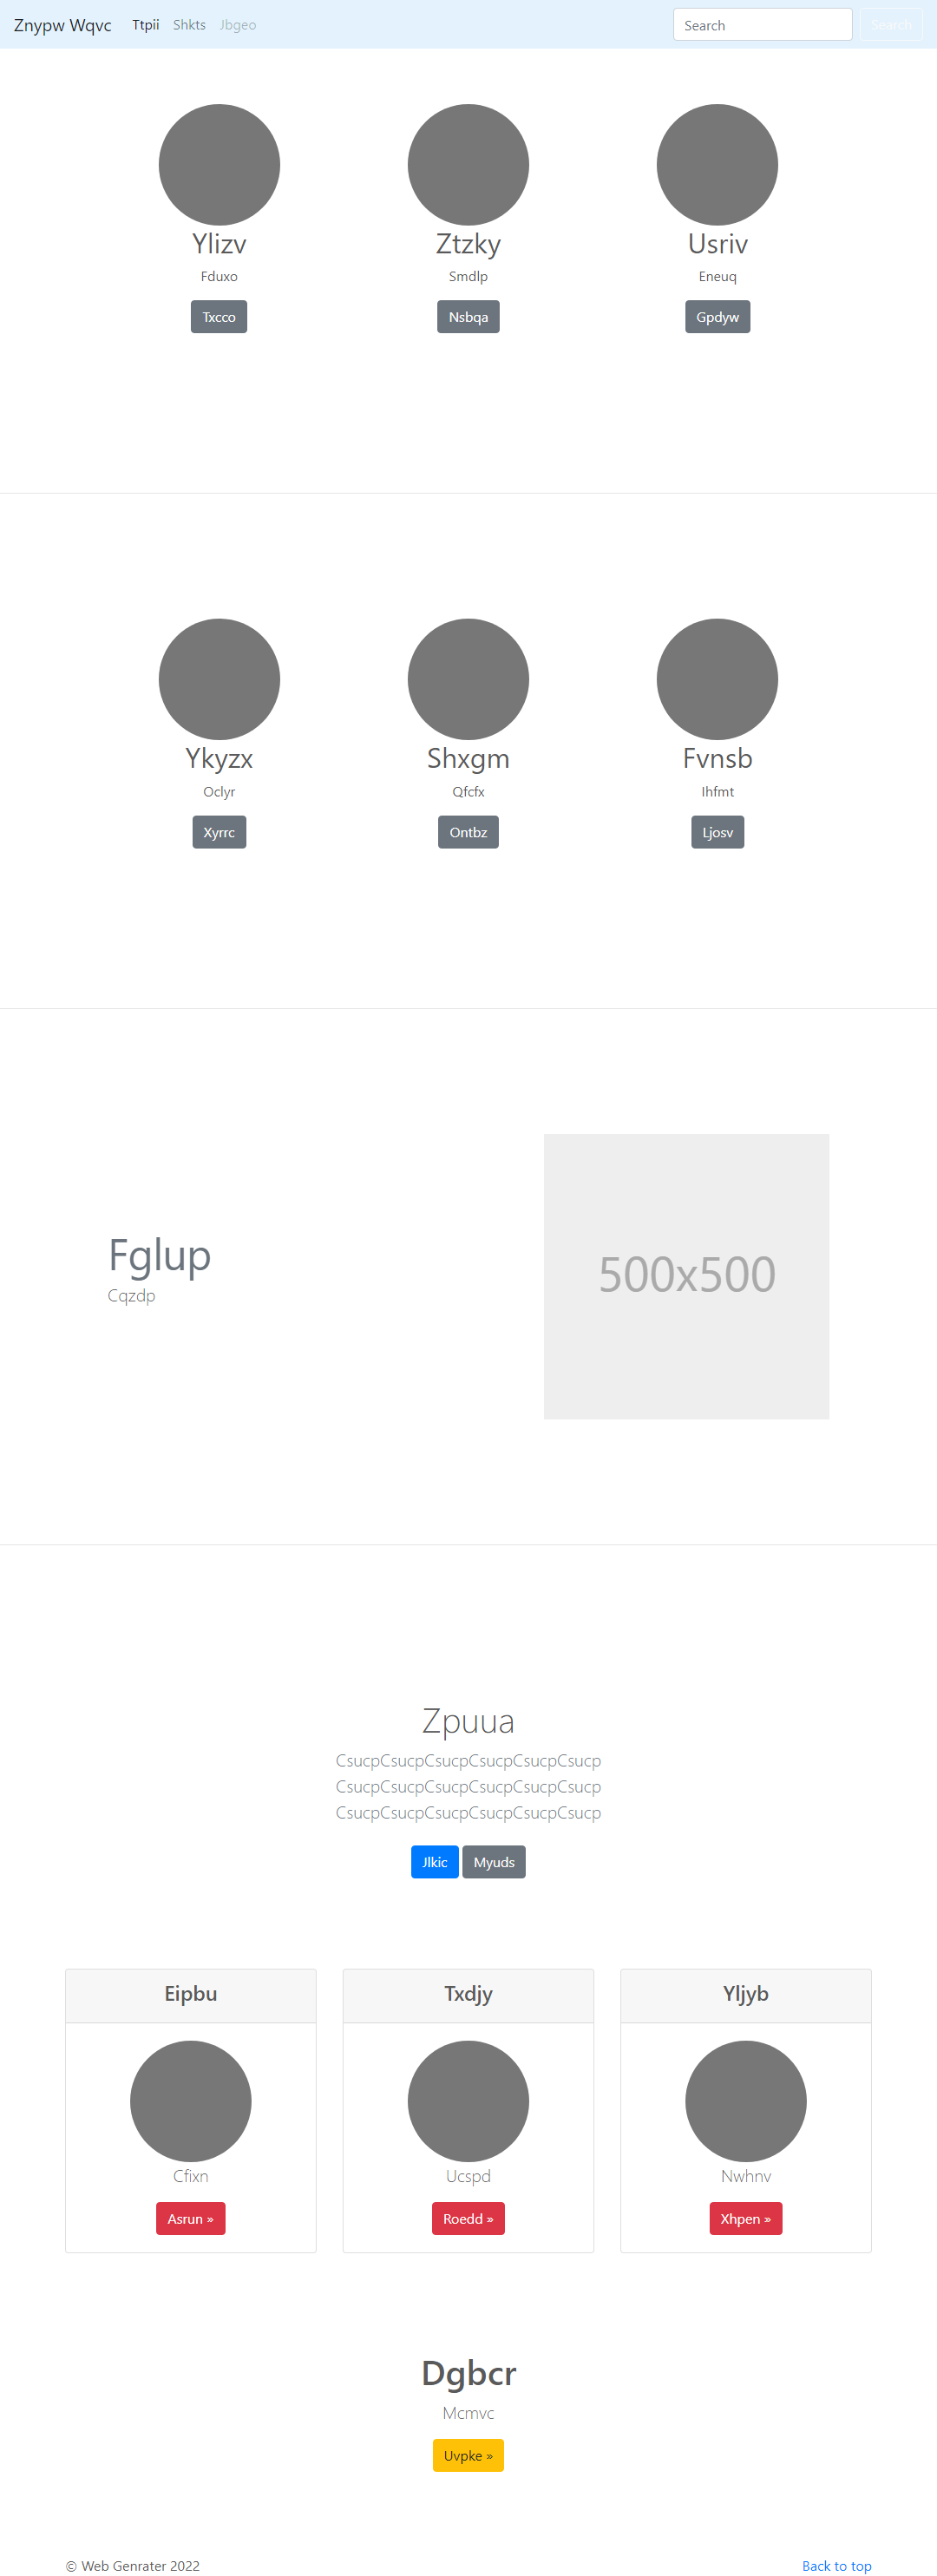 Znypw Wqvc Ttpii Shkts Jbgeo Search Search
Ylizv Ztzky Usriv
Fduxo Smdlp Eneuq
Txcco Nsbqa Gpdyw
Ykyzx Shxgm Fvnsb
Oclyr Qfcfx Ihfmt
Xyrrc Ontbz Ljosv
Fglup
Cqzdp
500x500
Zpuua
CsucpCsucpCsucpCsucpCsucpCsucp
CsucpCsucpCsucpCsucpCsucpCsucp
CsucpCsucpCsucpCsucpCsucpCsucp
Jlkic Myuds
Eipbu Txdjy Yljyb
Cfixn Ucspd Nwhnv
Asrun » Roedd » Xhpen »
Dgbcr
Mcmvc
Uvpke »
© Web Genrater 2022 Back to top